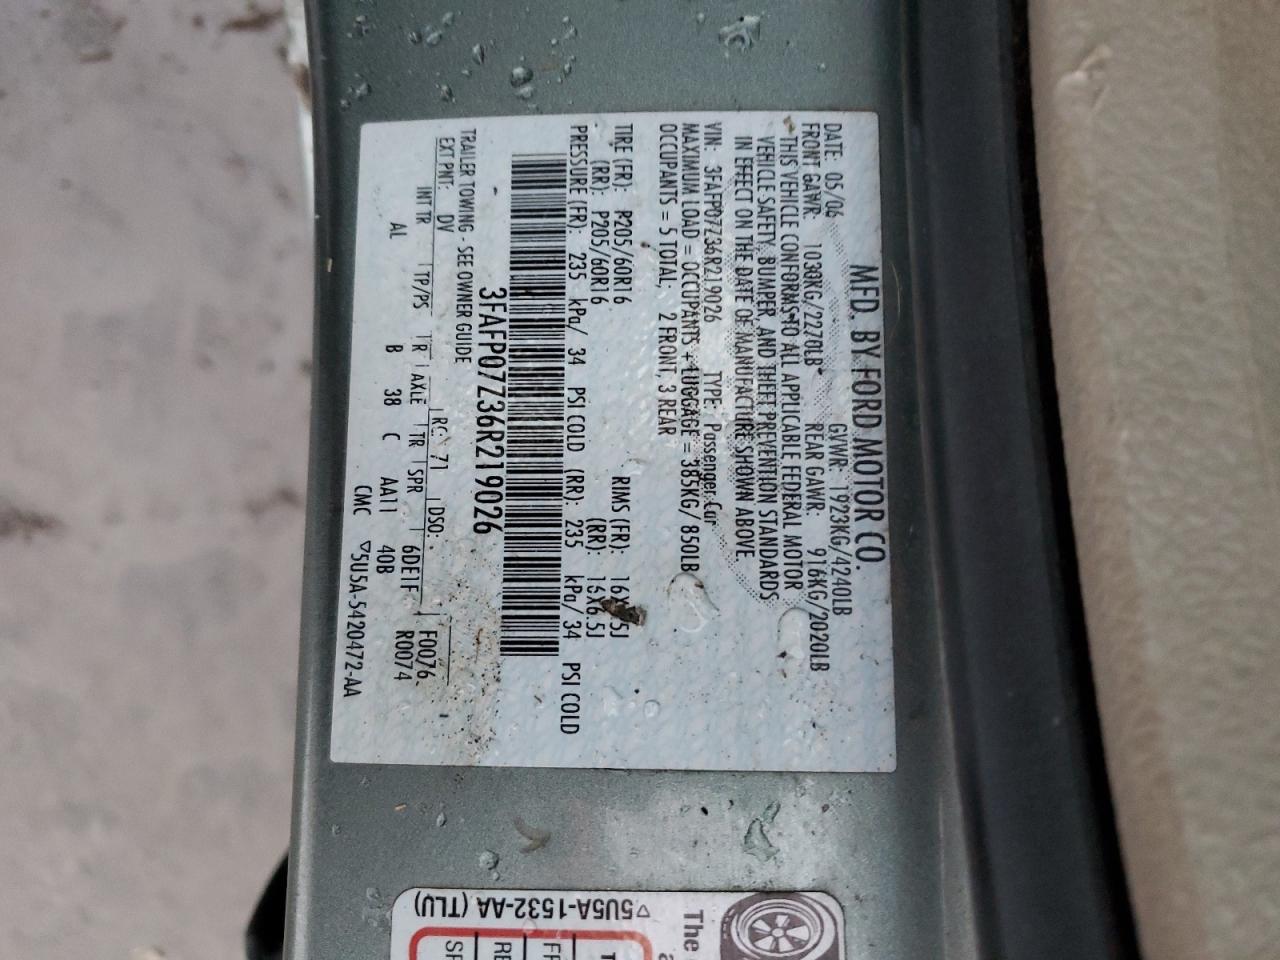 MFD. BY FORD MOTOR CO.
DATE: 05/06 GVWR: 1923KG/4240LB
FRONT GAWR: 1030KG/2270LB REAR GAWR: 916KG/2020LB
THIS VEHICLE CONFORMS TO ALL APPLICABLE FEDERAL MOTOR
VEHICLE SAFETY, BUMPER, AND THEFT PREVENTION STANDARDS
IN EFFECT ON THE DATE OF MANUFACTURE SHOWN ABOVE.
VIN: 3FAFP07Z36R219026 TYPE: Passenger Car
MAXIMUM LOAD = OCCUPANTS + LUGGAGE = 385KG/ 850LB
OCCUPANTS = 5 TOTAL; 2 FRONT, 3 REAR
TIRE (FR): P205/60R16 RIMS (FR): 16X6.5J
(RR): P205/60R16 (RR): 16X6.5J
PRESSURE (FR): 235 kPa/ 34 PSI COLD (RR): 235 kPa/ 34 PSI COLD
3FAFP07Z36R219026
TRAILER TOWING - SEE OWNER GUIDE
EXT PNT: DV RC: 71 DSO: F0076
INT TR TP/PS R AXLE TR SPR 6DE1F R0074
AL B 38 C AA11 40B
CMC ▽5U5A-5420472-AA
▽5U5A-1532-AA (TLU)
The